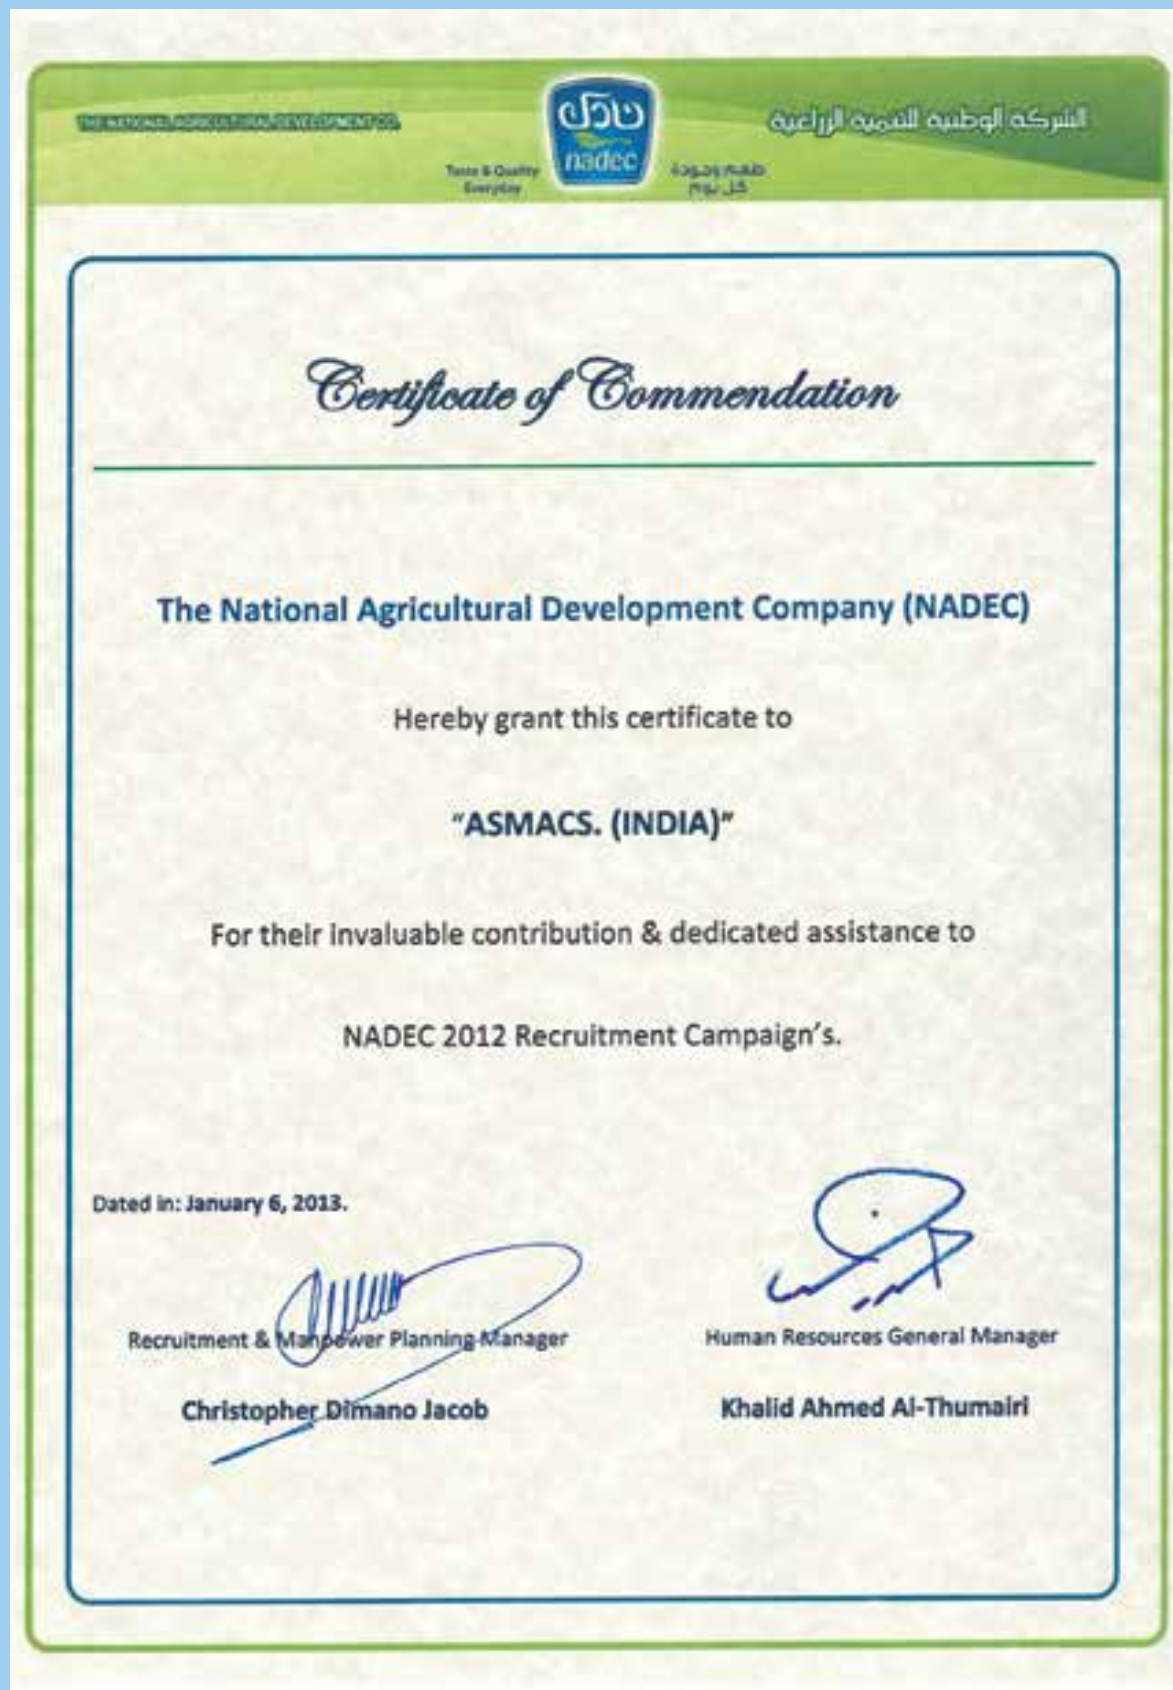 THE NATIONAL AGRICULTURAL DEVELOPMENT CO.
نادك
nadec
الشركة الوطنية للتنمية الزراعية
Taste & Quality
Everyday
طعم وجودة
كل يوم
Certificate of Commendation
The National Agricultural Development Company (NADEC)
Hereby grant this certificate to
"ASMACS. (INDIA)"
For their invaluable contribution & dedicated assistance to
NADEC 2012 Recruitment Campaign's.
Dated in: January 6, 2013.
Recruitment & Manpower Planning Manager
Human Resources General Manager
Christopher Dimano Jacob
Khalid Ahmed Al-Thumairi